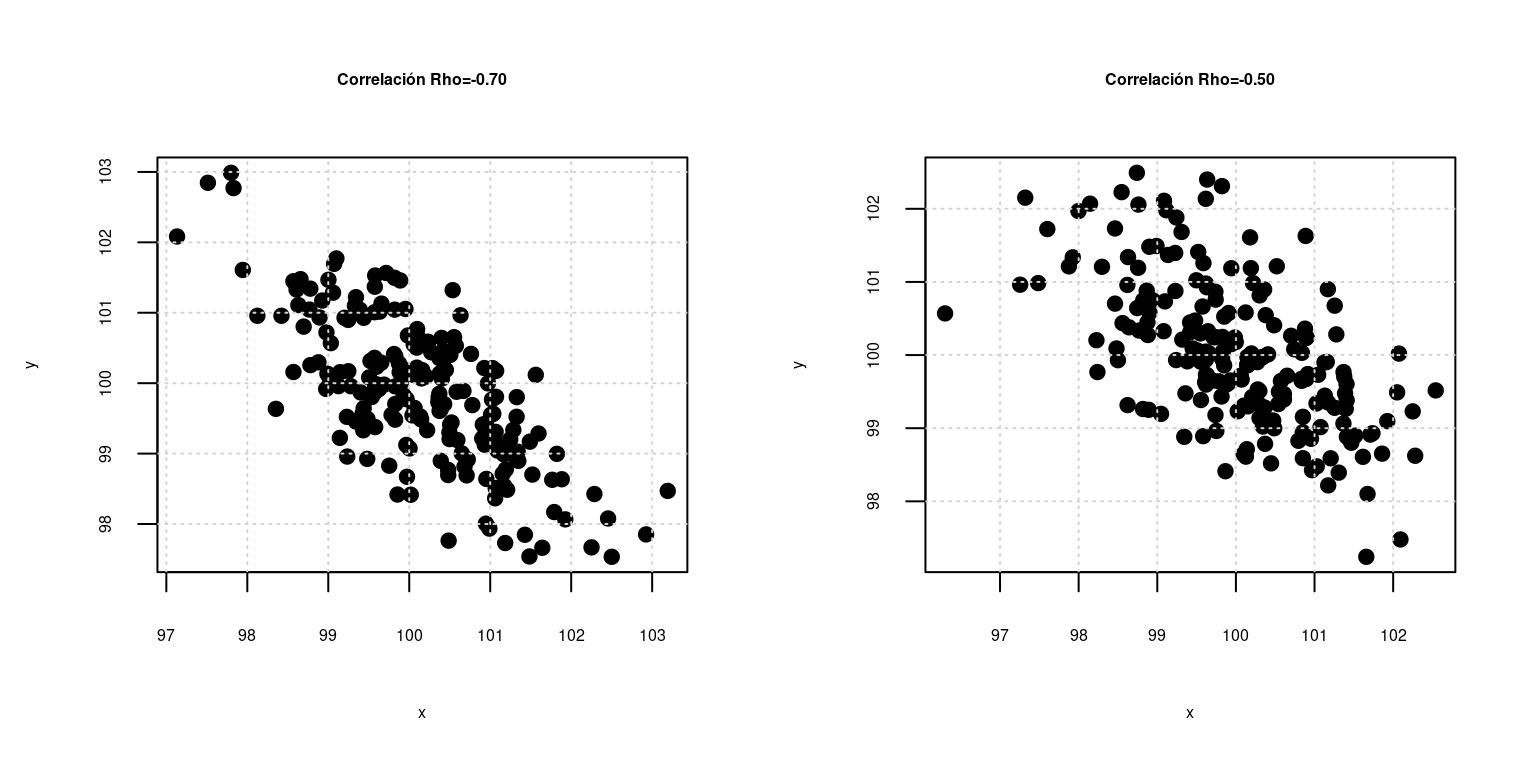 Correlación Rho=-0.70
y
103
102
101
100
99
98
97 98 99 100 101 102 103
x
Correlación Rho=-0.50
y
102
101
100
99
98
97 98 99 100 101 102
x